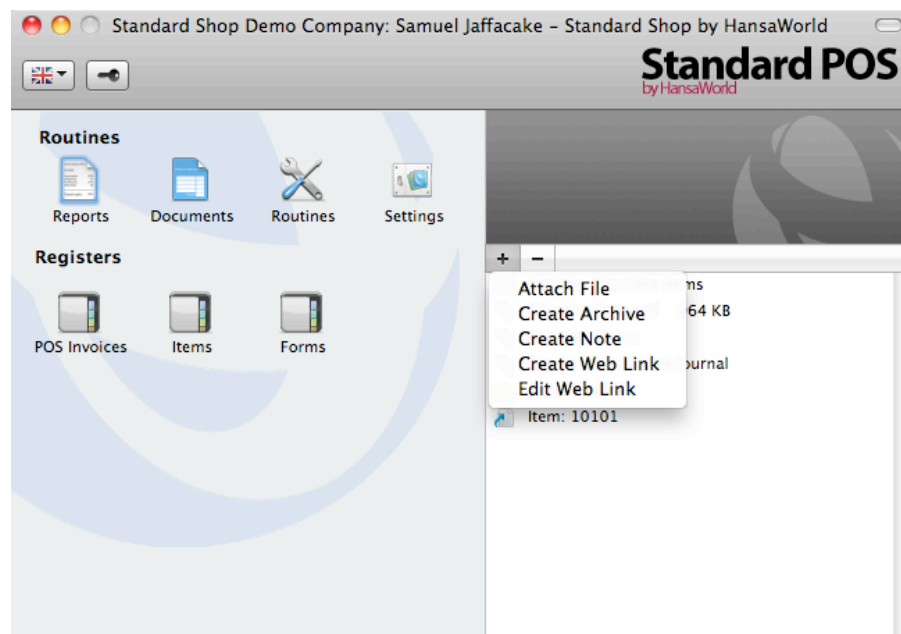 Standard Shop Demo Company: Samuel Jaffacake – Standard Shop by HansaWorld
Standard POS
by HansaWorld
Routines
Reports Documents Routines Settings
Registers
POS Invoices Items Forms
+ −
Attach File
Create Archive
64 KB
Create Note
Create Web Link
Edit Web Link
Item: 10101